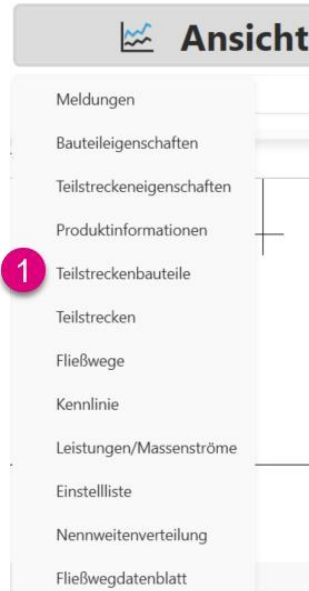 Ansicht
Meldungen
Bauteileigenschaften
Teilstreckeneigenschaften
Produktinformationen
1 Teilstreckenbauteile
Teilstrecken
Fließwege
Kennlinie
Leistungen/Massenströme
Einstellliste
Nennweitenverteilung
Fließwegdatenblatt